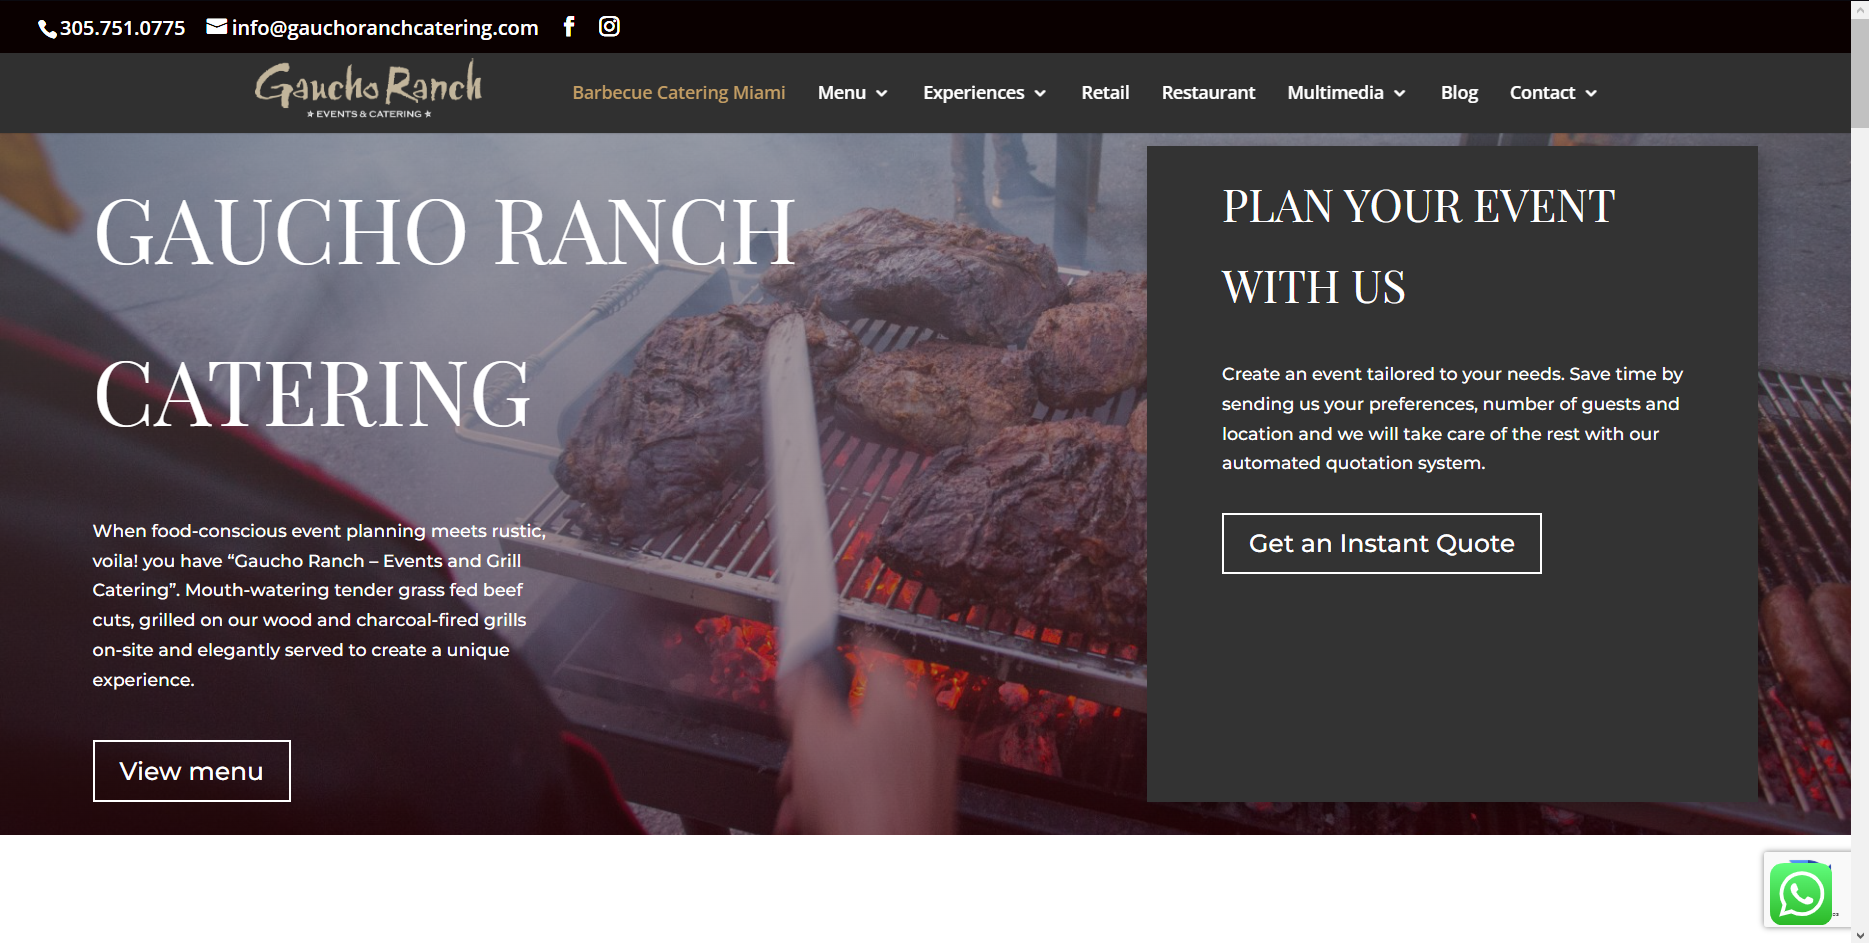 305.751.0775 info@gauchoranchcatering.com
Gaucho Ranch
★ EVENTS & CATERING ★
Barbecue Catering Miami Menu Experiences Retail Restaurant Multimedia Blog Contact
GAUCHO RANCH
CATERING
When food-conscious event planning meets rustic,
voila! you have “Gaucho Ranch – Events and Grill
Catering”. Mouth-watering tender grass fed beef
cuts, grilled on our wood and charcoal-fired grills
on-site and elegantly served to create a unique
experience.
View menu
PLAN YOUR EVENT
WITH US
Create an event tailored to your needs. Save time by
sending us your preferences, number of guests and
location and we will take care of the rest with our
automated quotation system.
Get an Instant Quote